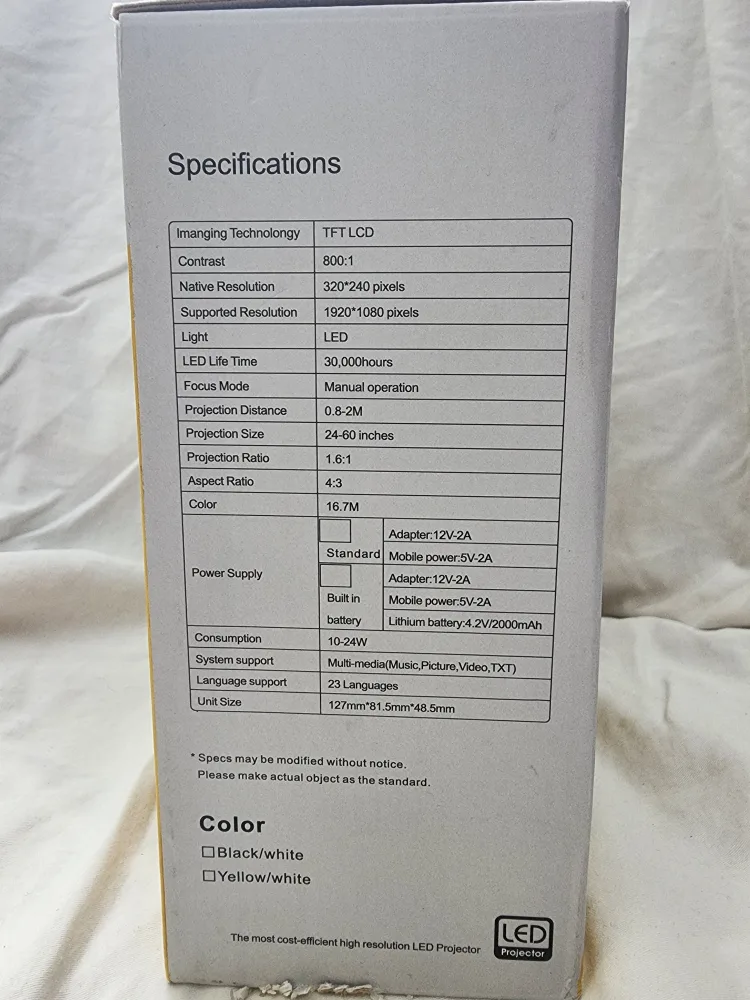 Specifications
Imanging Technolongy TFT LCD
Contrast 800:1
Native Resolution 320*240 pixels
Supported Resolution 1920*1080 pixels
Light LED
LED Life Time 30,000hours
Focus Mode Manual operation
Projection Distance 0.8-2M
Projection Size 24-60 inches
Projection Ratio 1.6:1
Aspect Ratio 4:3
Color 16.7M
Power Supply
Standard
Adapter:12V-2A
Mobile power:5V-2A
Built in
battery
Adapter:12V-2A
Mobile power:5V-2A
Lithium battery:4.2V/2000mAh
Consumption 10-24W
System support Multi-media(Music,Picture,Video,TXT)
Language support 23 Languages
Unit Size 127mm*81.5mm*48.5mm
* Specs may be modified without notice.
Please make actual object as the standard.
Color
☐Black/white
☐Yellow/white
The most cost-efficient high resolution LED Projector
LED
Projector